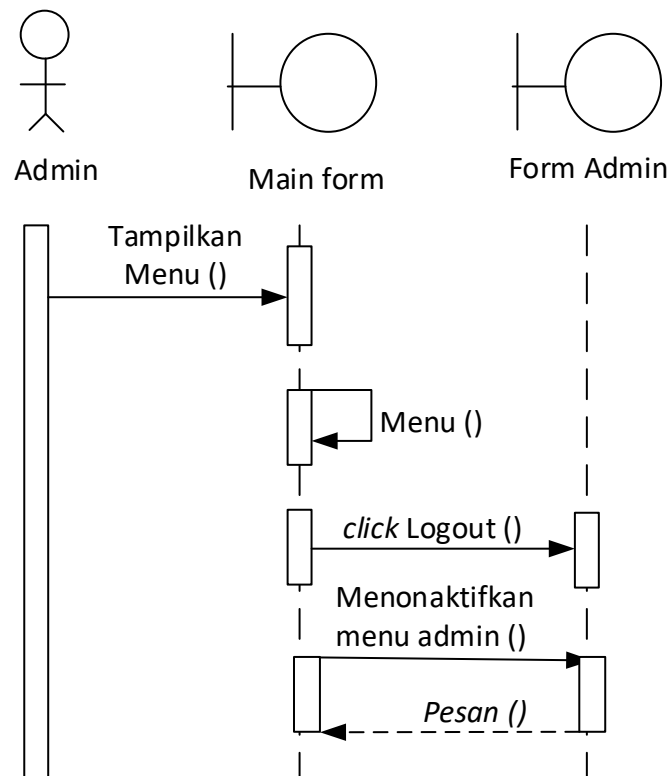 Admin
Main form
Form Admin
Tampilkan
Menu ()
Menu ()
click Logout ()
Menonaktifkan
menu admin ()
Pesan ()